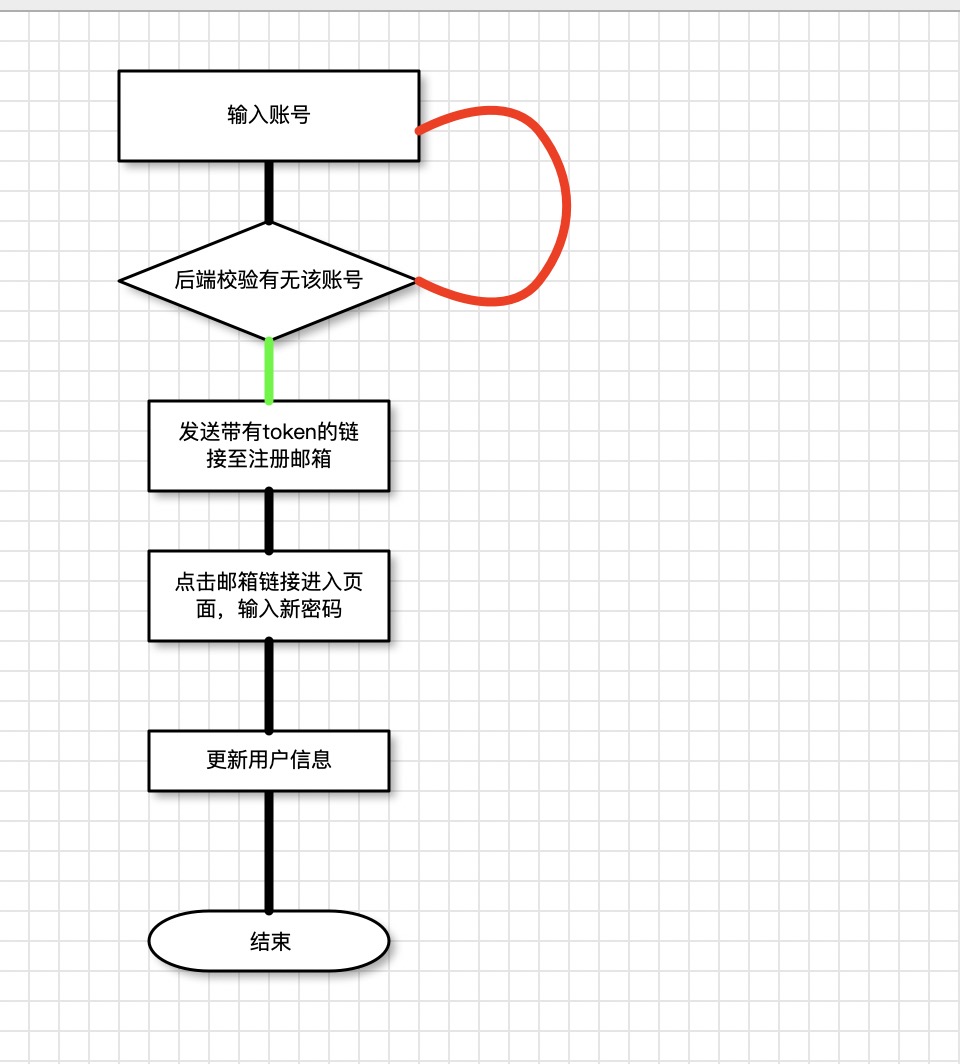 输入账号
后端校验有无该账号
发送带有token的链
接至注册邮箱
点击邮箱链接进入页
面，输入新密码
更新用户信息
结束